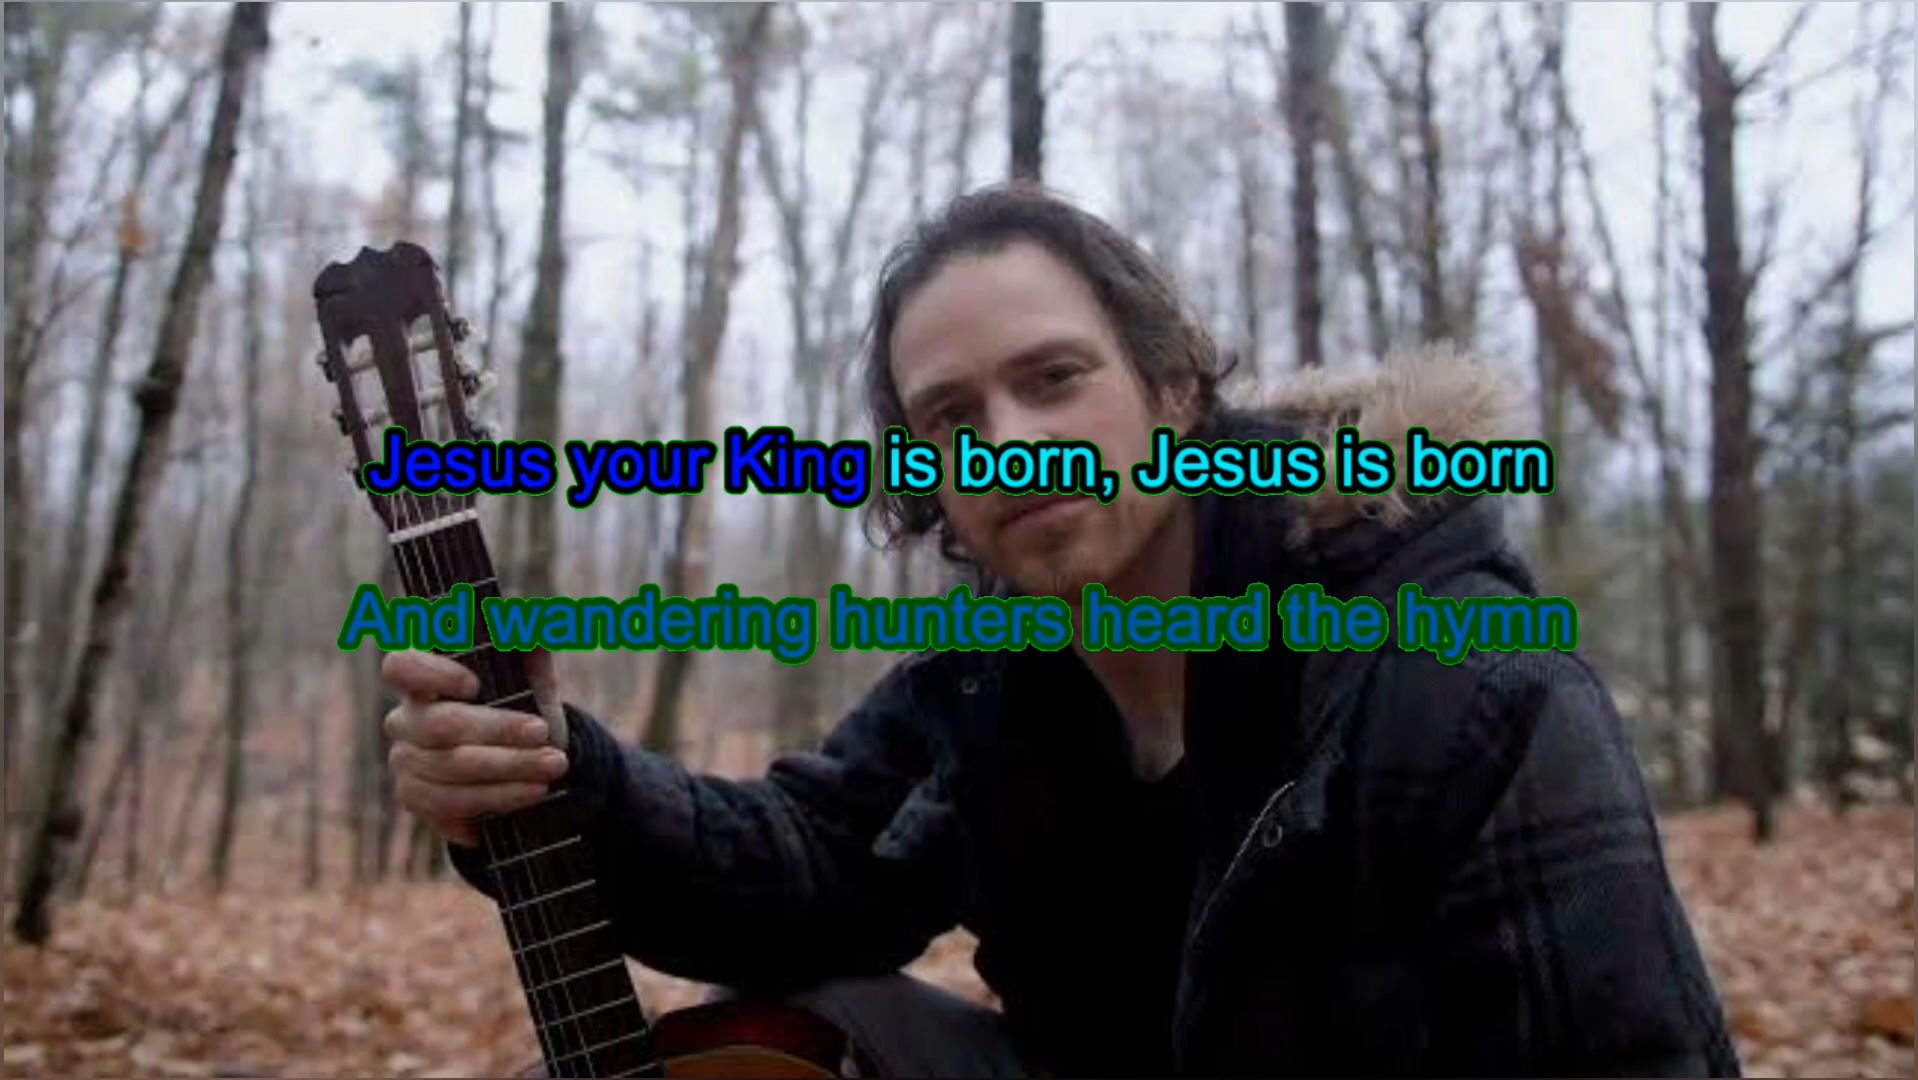 Jesus your King is born, Jesus is born
And wandering hunters heard the hymn